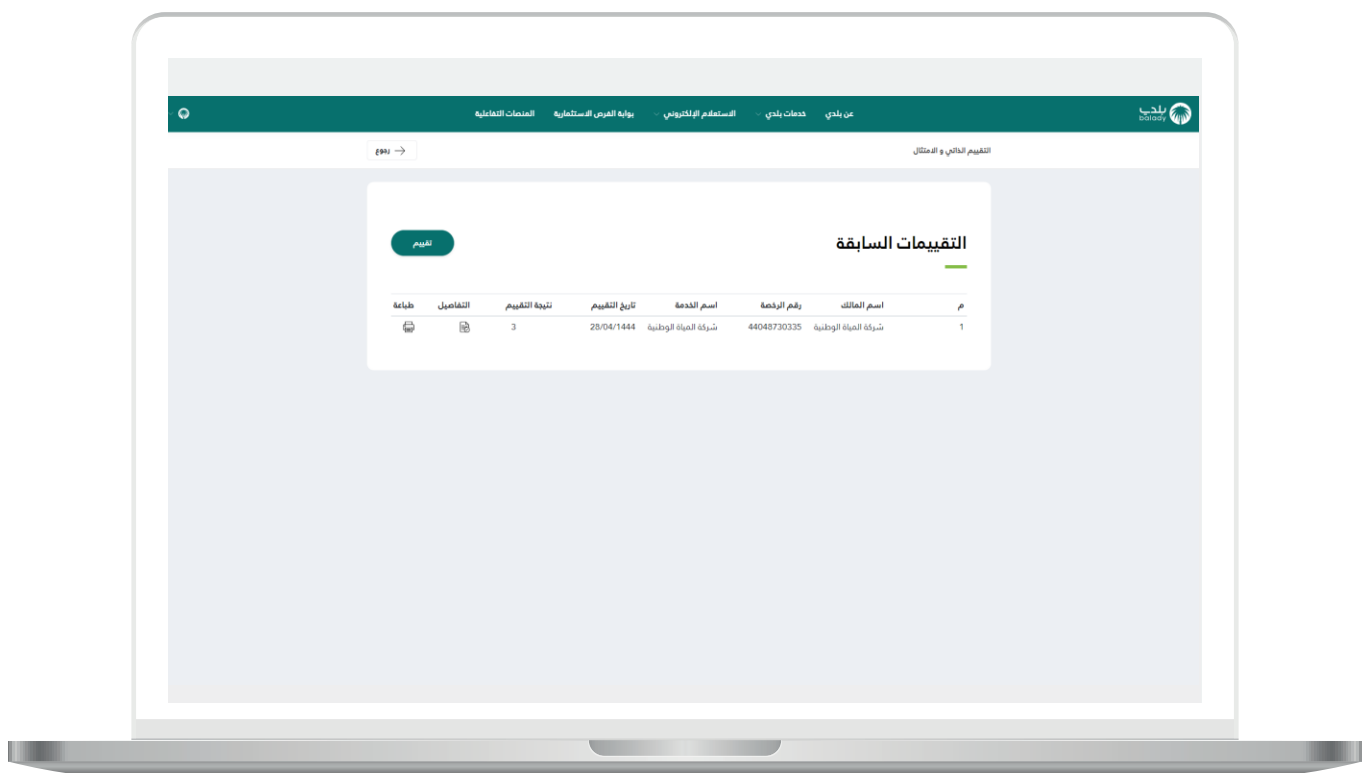 بلدي
balady
عن بلدي خدمات بلدي الاستعلام الإلكتروني بوابة الفرص الاستثمارية المنصات التفاعلية
التقييم الذاتي و الامتثال
رجوع
التقييمات السابقة
تقييم
م اسم المالك رقم الرخصة اسم الخدمة تاريخ التقييم نتيجة التقييم التفاصيل طباعة
1 شركة المياة الوطنية 44048730335 شركة المياة الوطنية 28/04/1444 3